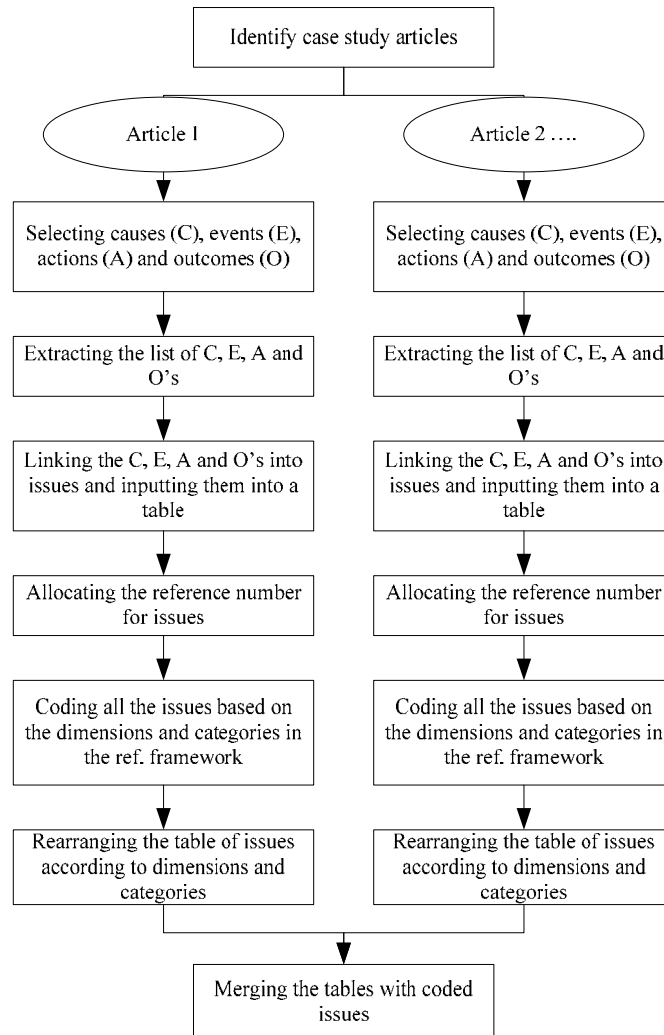 Identify case study articles
Article 1
Article 2 ....
Selecting causes (C), events (E),
actions (A) and outcomes (O)
Selecting causes (C), events (E),
actions (A) and outcomes (O)
Extracting the list of C, E, A and
O's
Extracting the list of C, E, A and
O's
Linking the C, E, A and O's into
issues and inputting them into a
table
Linking the C, E, A and O's into
issues and inputting them into a
table
Allocating the reference number
for issues
Allocating the reference number
for issues
Coding all the issues based on
the dimensions and categories in
the ref. framework
Coding all the issues based on
the dimensions and categories in
the ref. framework
Rearranging the table of issues
according to dimensions and
categories
Rearranging the table of issues
according to dimensions and
categories
Merging the tables with coded
issues